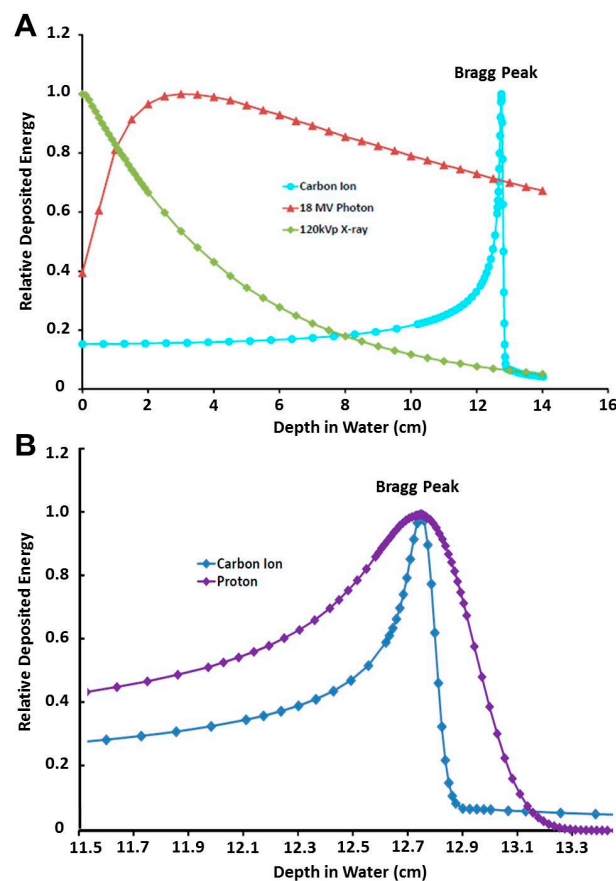 A
1.2
Bragg Peak
1.0
0.8
0.6
0.4
0.2
0
Relative Deposited Energy
Carbon Ion
18 MV Photon
120kVp X-ray
0 2 4 6 8 10 12 14 16
Depth in Water (cm)
B
1.2
Bragg Peak
1.0
0.8
0.6
0.4
0.2
0
Relative Deposited Energy
Carbon Ion
Proton
11.5 11.7 11.9 12.1 12.3 12.5 12.7 12.9 13.1 13.3
Depth in Water (cm)